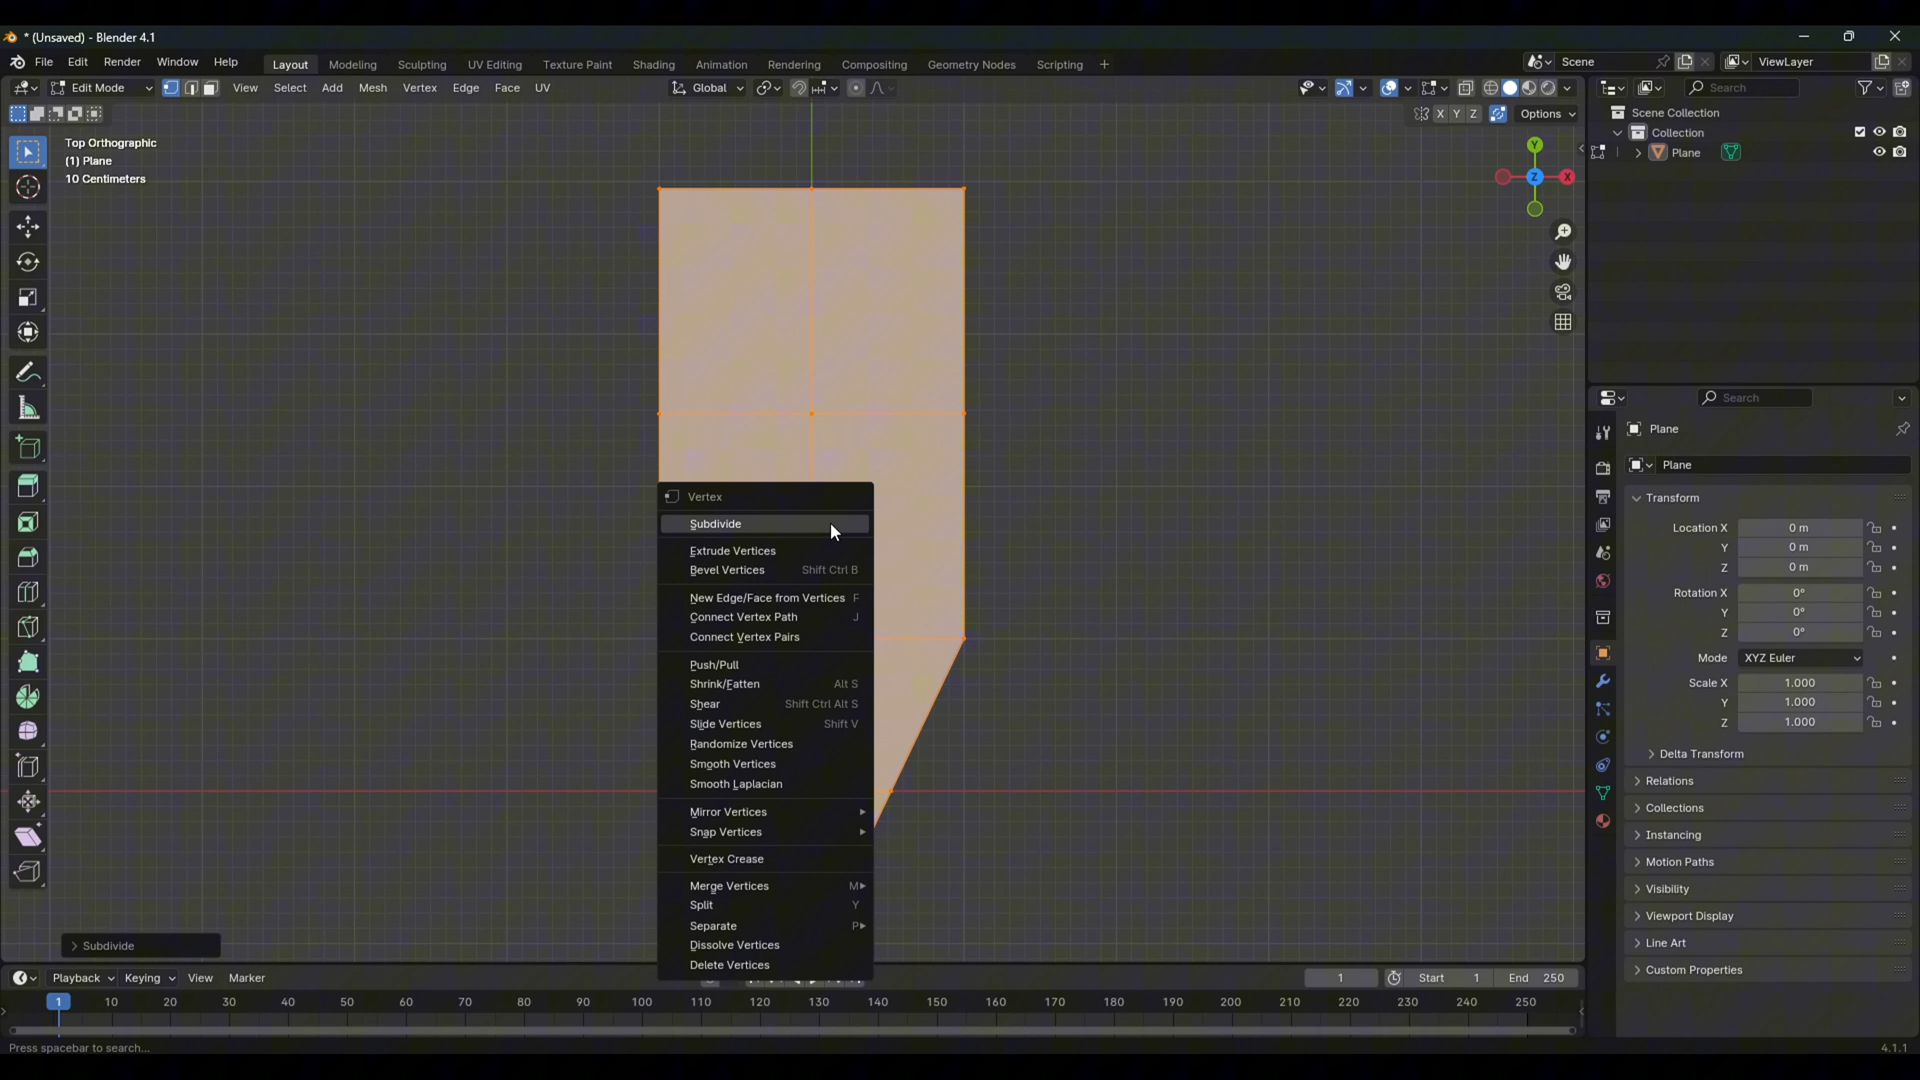 * (Unsaved) - Blender 4.1
File Edit Render Window Help Layout Modeling Sculpting UV Editing Texture Paint Shading Animation Rendering Compositing Geometry Nodes Scripting + Scene ViewLayer
Edit Mode View Select Add Mesh Vertex Edge Face UV Global Search
X Y Z Options
Scene Collection
Collection
Plane
Top Orthographic
(1) Plane
10 Centimeters
Y
Z X
Search
Plane
Plane
Transform
Location X 0 m
Y 0 m
Z 0 m
Rotation X 0°
Y 0°
Z 0°
Mode XYZ Euler
Scale X 1.000
Y 1.000
Z 1.000
Delta Transform
Relations
Collections
Instancing
Motion Paths
Visibility
Viewport Display
Line Art
Custom Properties
Vertex
Subdivide
Extrude Vertices
Bevel Vertices Shift Ctrl B
New Edge/Face from Vertices F
Connect Vertex Path J
Connect Vertex Pairs
Push/Pull
Shrink/Fatten Alt S
Shear Shift Ctrl Alt S
Slide Vertices Shift V
Randomize Vertices
Smooth Vertices
Smooth Laplacian
Mirror Vertices
Snap Vertices
Vertex Crease
Merge Vertices M
Split Y
Separate P
Dissolve Vertices
Delete Vertices
Subdivide
Playback Keying View Marker 1 Start 1 End 250
1 10 20 30 40 50 60 70 80 90 100 110 120 130 140 150 160 170 180 190 200 210 220 230 240 250
Press spacebar to search... 4.1.1